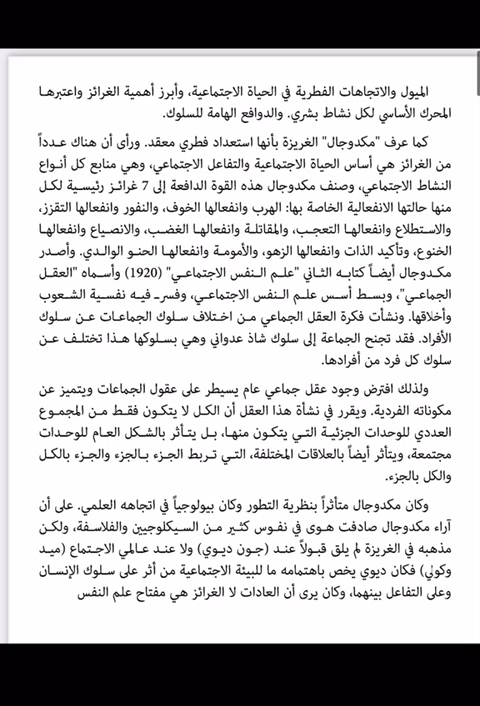 الميول والاتجاهات الفطرية في الحياة الاجتماعية، وأبرز أهمية الغرائز واعتبرها
المحرك الأساسي لكل نشاط بشري. والدوافع الهامة للسلوك.
كما عرف "مكدوجال" الغريزة بأنها استعداد فطري معقد. ورأى أن هناك عدداً
من الغرائز هي أساس الحياة الاجتماعية والتفاعل الاجتماعي، وهي منابع كل أنواع
النشاط الاجتماعي، وصنف مكدوجال هذه القوة الدافعة إلى 7 غرائز رئيسية لكل
منها حالتها الانفعالية الخاصة بها: الهرب وانفعالها الخوف، والنفور وانفعالها التقزز،
والاستطلاع وانفعالها التعجب، والمقاتلة وانفعالها الغضب، والانصياع وانفعالها
الخنوع، وتأكيد الذات وانفعالها الزهو، والأمومة وانفعالها الحنو الوالدي. وأصدر
مكدوجال أيضاً كتابه الثاني "علم النفس الاجتماعي" (1920) وأسماه "العقل
الجماعي"، وبسط أسس علم النفس الاجتماعي، وفسر فيه نفسية الشعوب
وأخلاقها. ونشأت فكرة العقل الجماعي من اختلاف سلوك الجماعات عن سلوك
الأفراد. فقد تجنح الجماعة إلى سلوك شاذ عدواني وهي بسلوكها هذا تختلف عن
سلوك كل فرد من أفرادها.
ولذلك افترض وجود عقل جماعي عام يسيطر على عقول الجماعات ويتميز عن
مكوناته الفردية. ويقرر في نشأة هذا العقل أن الكل لا يتكون فقط من المجموع
العددي للوحدات الجزئية التي يتكون منها، بل يتأثر بالشكل العام للوحدات
مجتمعة، ويتأثر أيضاً بالعلاقات المختلفة، التي تربط الجزء بالجزء والجزء بالكل
والكل بالجزء.
وكان مكدوجال متأثراً بنظرية التطور وكان بيولوجياً في اتجاهه العلمي. على أن
آراء مكدوجال صادفت هوى في نفوس كثير من السيكلوجيين والفلاسفة، ولكن
مذهبه في الغريزة لم يلق قبولاً عند (جون ديوي) ولا عند عالمي الاجتماع (ميد
وكولي) فكان ديوي يخص باهتمامه ما للبيئة الاجتماعية من أثر على سلوك الإنسان
وعلى التفاعل بينهما، وكان يرى أن العادات لا الغرائز هي مفتاح علم النفس